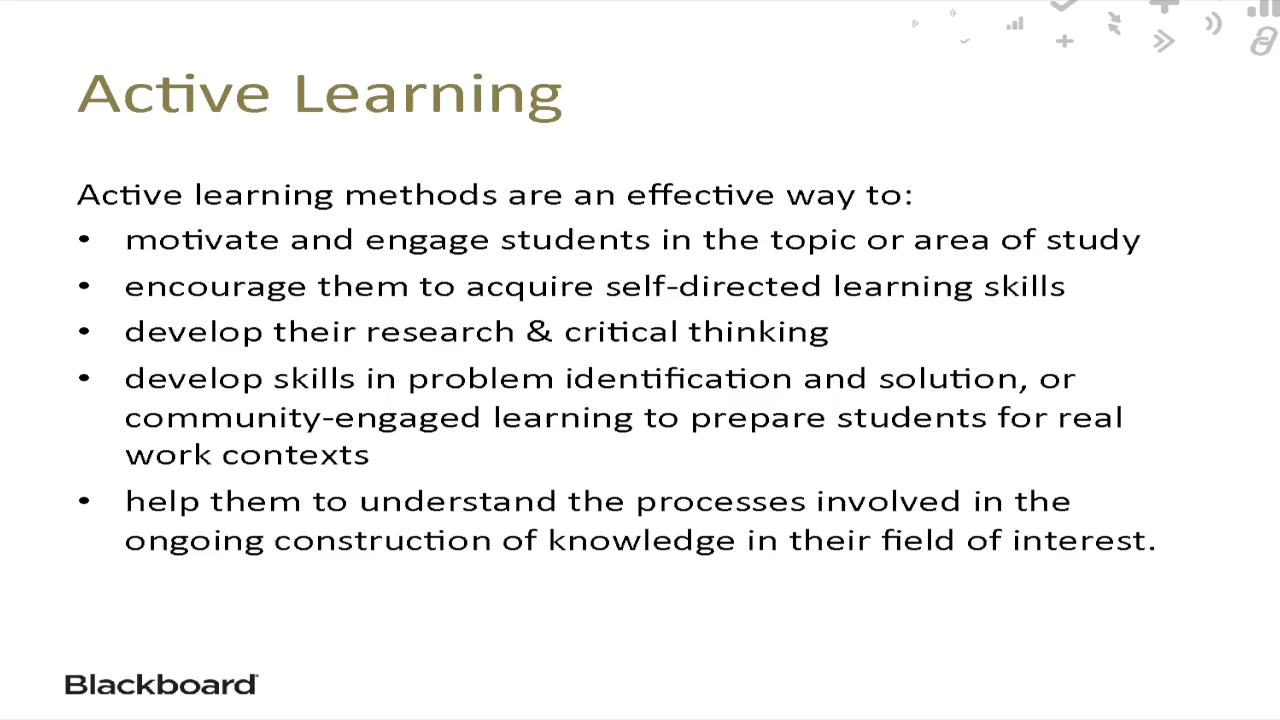 Active Learning
Active learning methods are an effective way to:
• motivate and engage students in the topic or area of study
• encourage them to acquire self-directed learning skills
• develop their research & critical thinking
• develop skills in problem identification and solution, or
community-engaged learning to prepare students for real
work contexts
• help them to understand the processes involved in the
ongoing construction of knowledge in their field of interest.
Blackboard